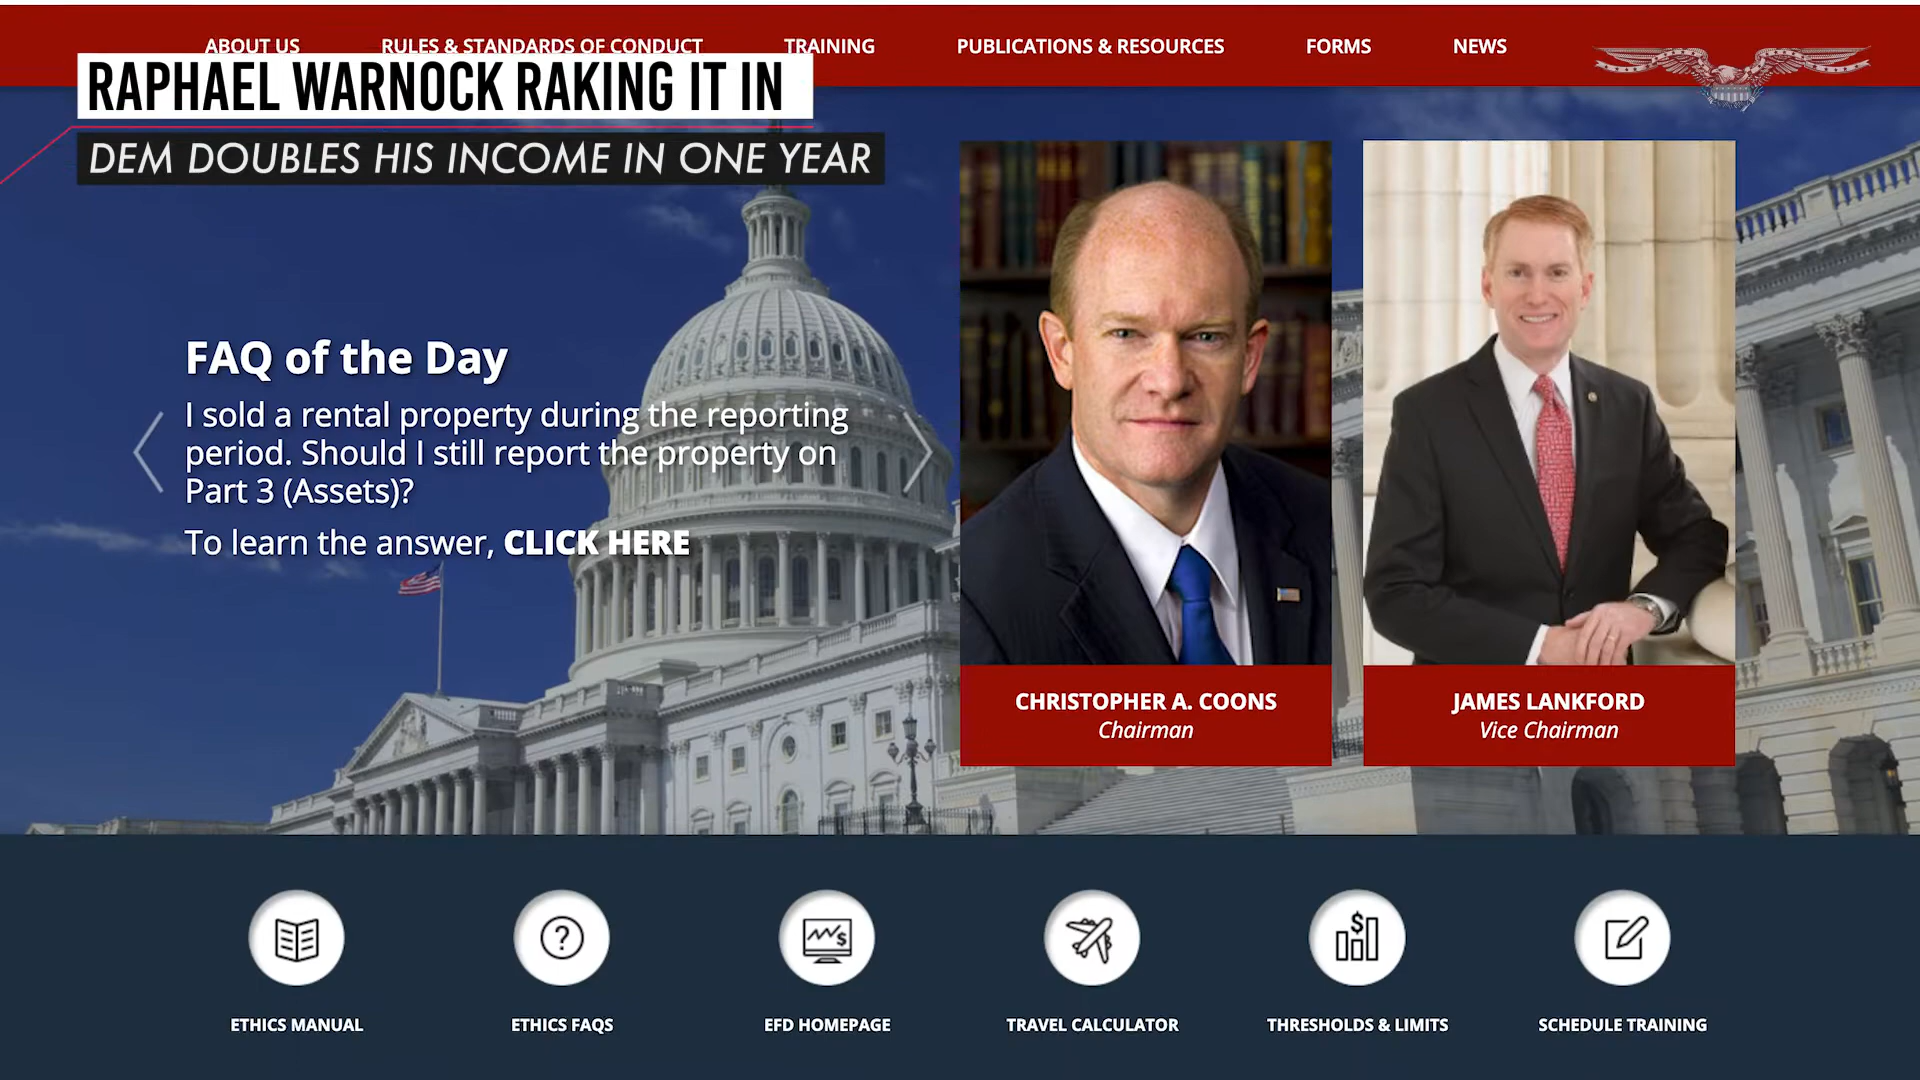 ABOUT US
RULES & STANDARDS OF CONDUCT
TRAINING
PUBLICATIONS & RESOURCES
FORMS
NEWS
RAPHAEL WARNOCK RAKING IT IN
DEM DOUBLES HIS INCOME IN ONE YEAR
FAQ of the Day
I sold a rental property during the reporting
period. Should I still report the property on
Part 3 (Assets)?
To learn the answer, CLICK HERE
CHRISTOPHER A. COONS
Chairman
JAMES LANKFORD
Vice Chairman
ETHICS MANUAL
ETHICS FAQS
EFD HOMEPAGE
TRAVEL CALCULATOR
THRESHOLDS & LIMITS
SCHEDULE TRAINING